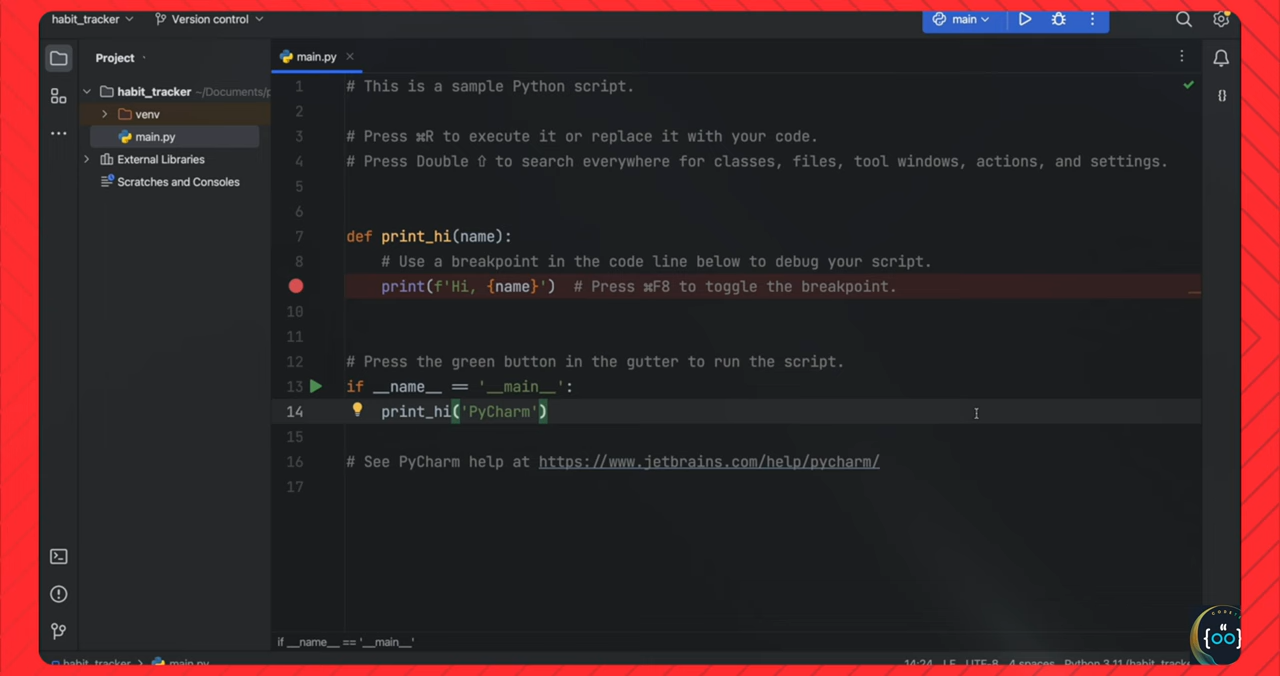 habit_tracker
Version control
main
Project
main.py
habit_tracker ~/Documents/p
venv
main.py
External Libraries
Scratches and Consoles
1 # This is a sample Python script.
2
3 # Press ⌘R to execute it or replace it with your code.
4 # Press Double ⇧ to search everywhere for classes, files, tool windows, actions, and settings.
5
6
7 def print_hi(name):
8 # Use a breakpoint in the code line below to debug your script.
print(f'Hi, {name}') # Press ⌘F8 to toggle the breakpoint.
10
11
12 # Press the green button in the gutter to run the script.
13 if __name__ == '__main__':
14 print_hi('PyCharm')
15
16 # See PyCharm help at https://www.jetbrains.com/help/pycharm/
17
if __name__ == '__main__'
habit_tracker > main.py
14:24 LF UTF-8 4 spaces Python 3.11 (habit_tracke
{oo}